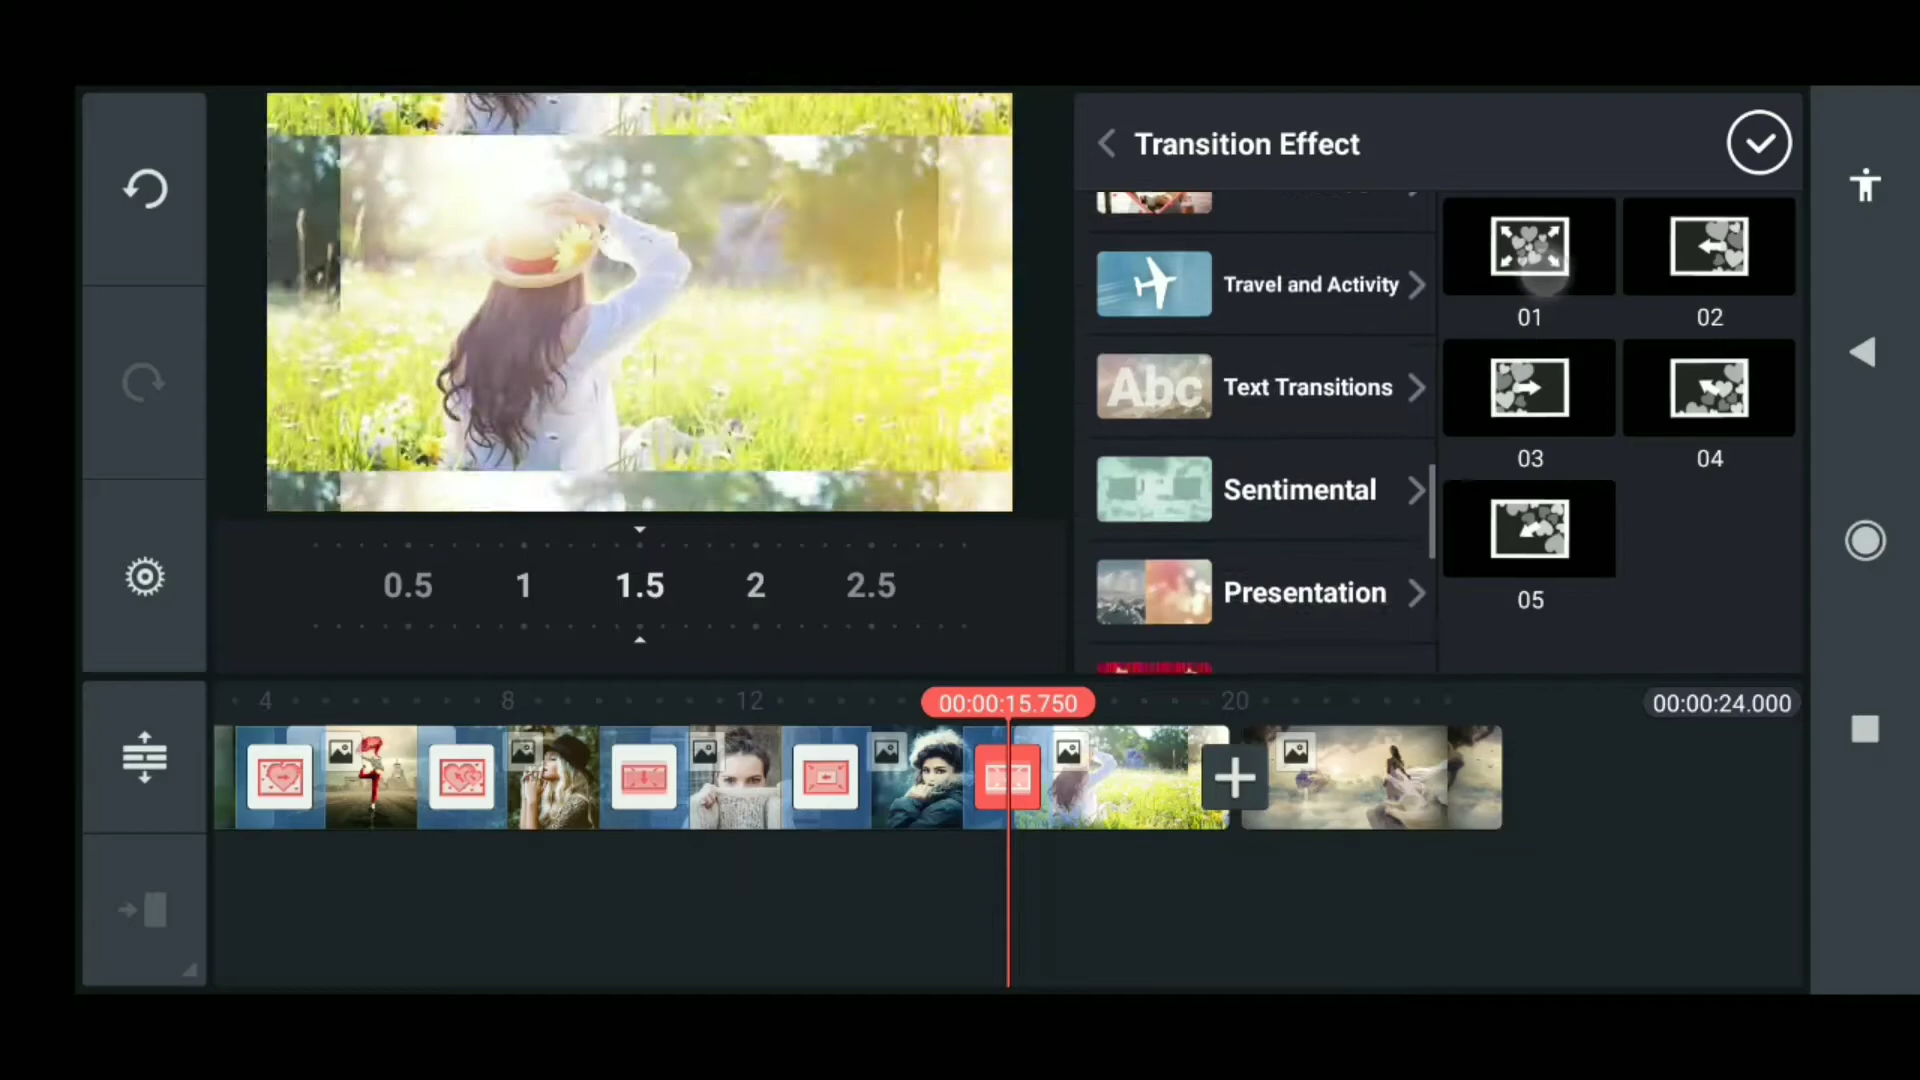 Transition Effect
Travel and Activity
Abc
Text Transitions
Sentimental
Presentation
01
02
03
04
05
0.5 1 1.5 2 2.5
4 8 12 00:00:15.750 20 00:00:24.000